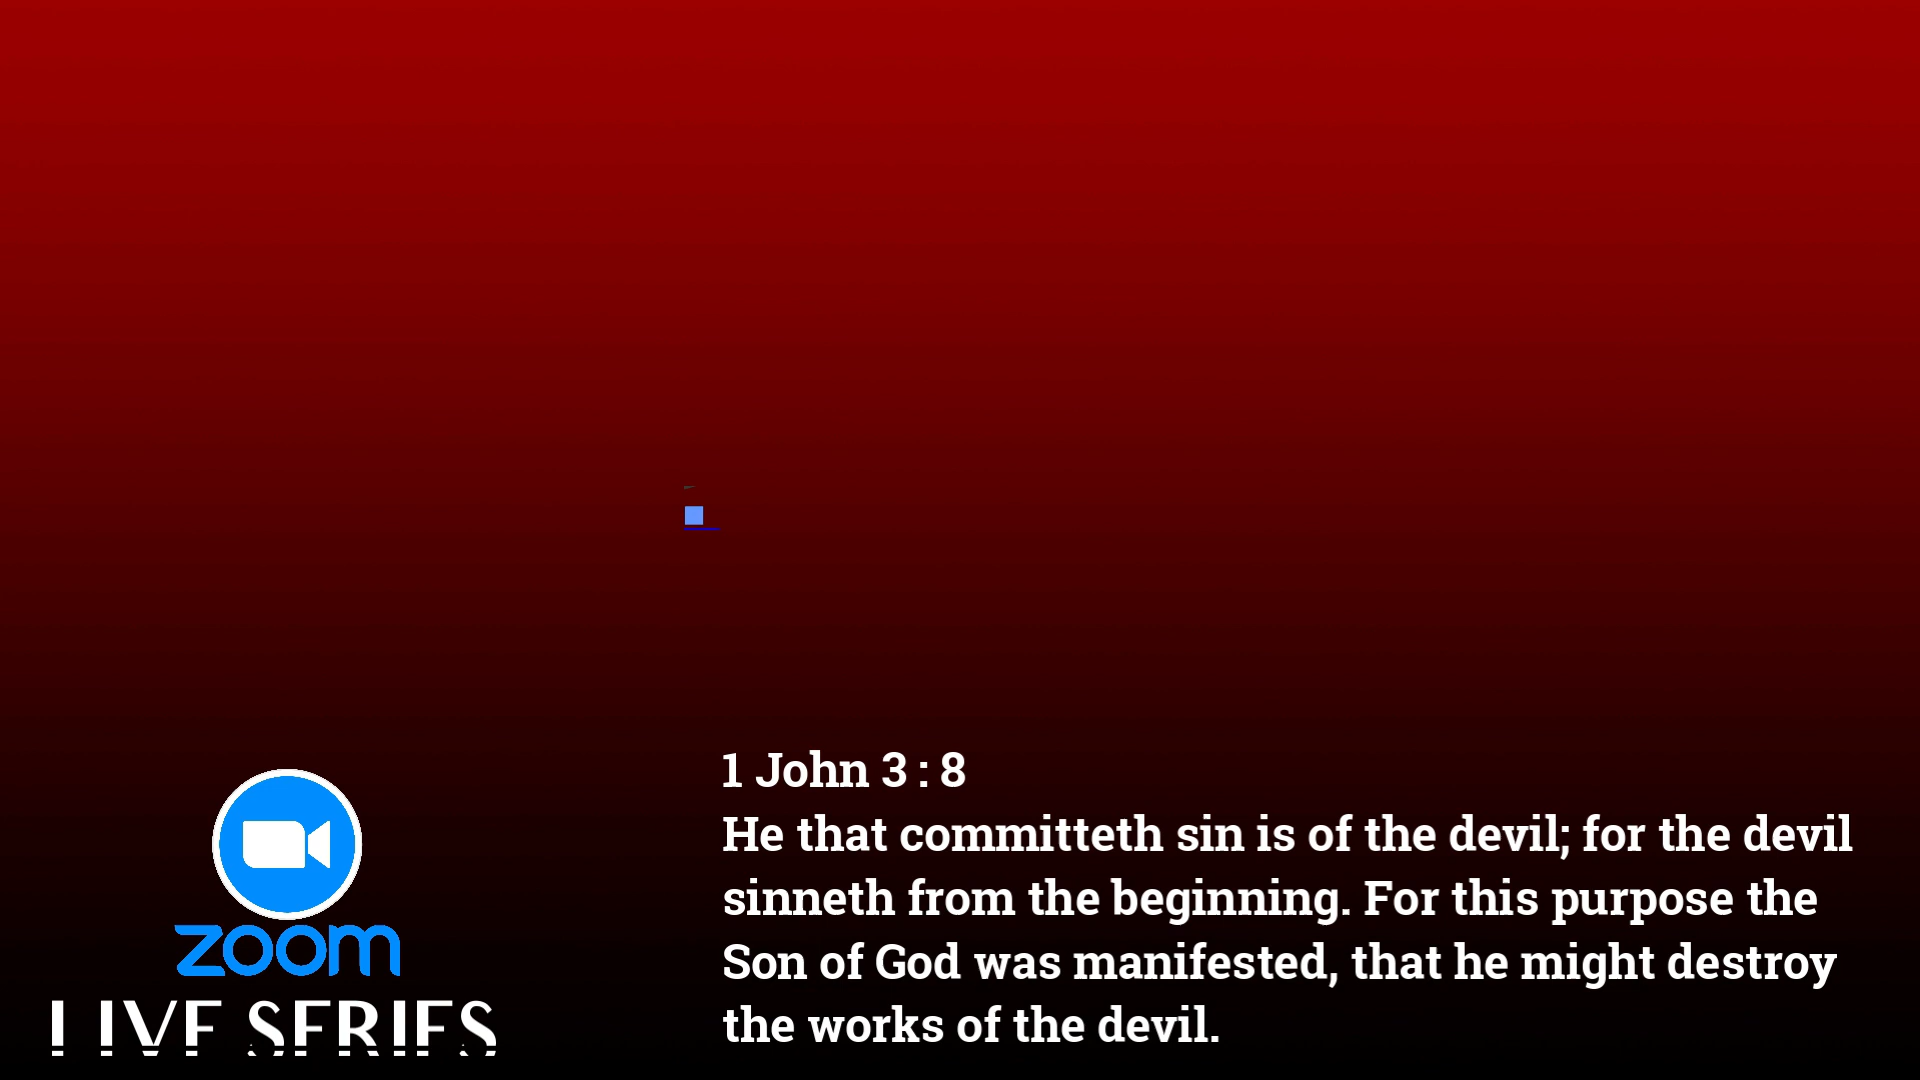 1 John 3 : 8
He that committeth sin is of the devil; for the devil
sinneth from the beginning. For this purpose the
Son of God was manifested, that he might destroy
the works of the devil.
zoom
LIVE SERIES